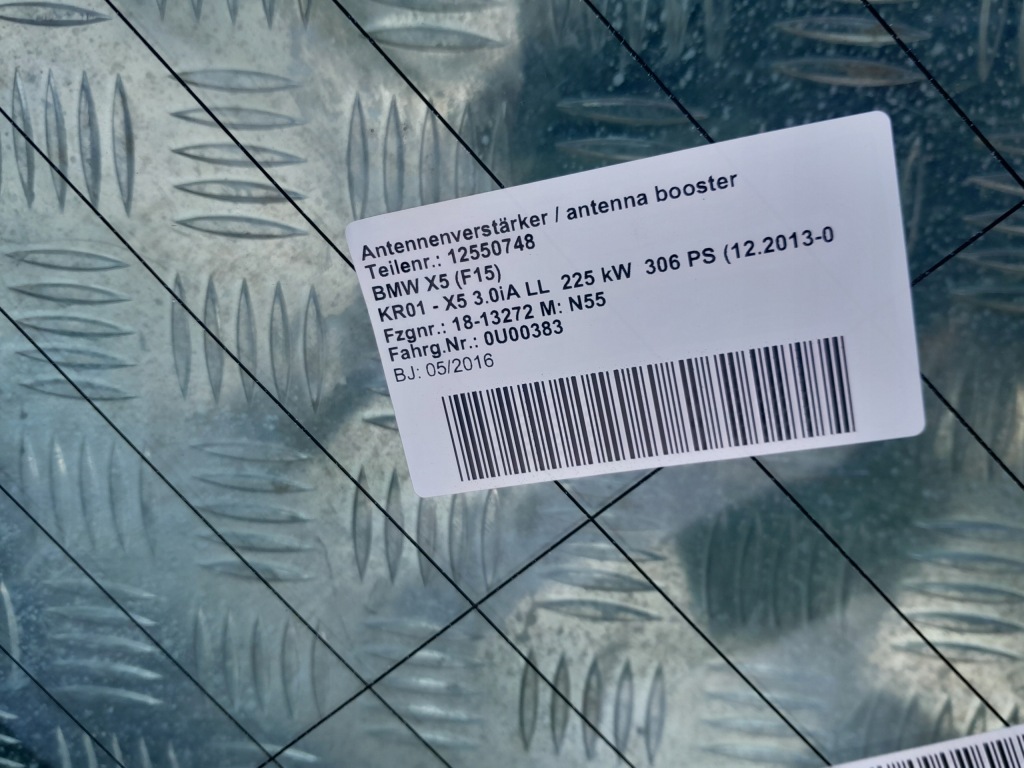 Antennenverstärker / antenna booster
Teilenr.: 12550748
BMW X5 (F15)
KR01 - X5 3.0iA LL 225 kW 306 PS (12.2013-0
Fzgnr.: 18-13272 M: N55
Fahrg.Nr.: 0U00383
BJ: 05/2016